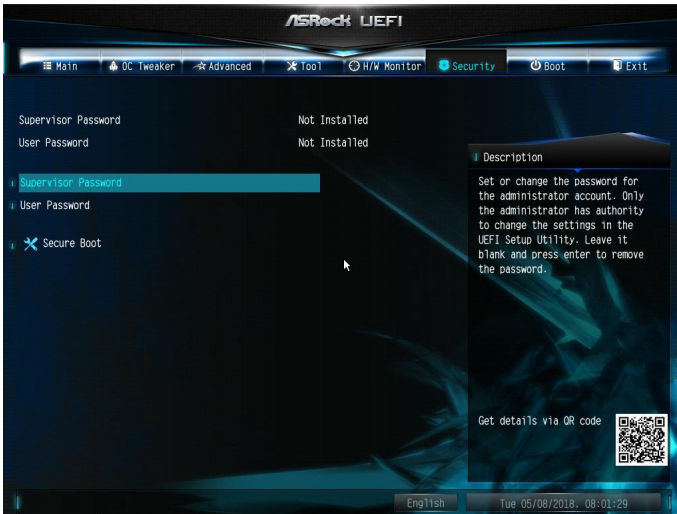 ASRock UEFI
Main OC Tweaker Advanced Tool H/W Monitor Security Boot Exit
Supervisor Password Not Installed
User Password Not Installed
Supervisor Password
User Password
Secure Boot
Description
Set or change the password for
the administrator account. Only
the administrator has authority
to change the settings in the
UEFI Setup Utility. Leave it
blank and press enter to remove
the password.
Get details via QR code
English Tue 05/08/2018. 08:01:29